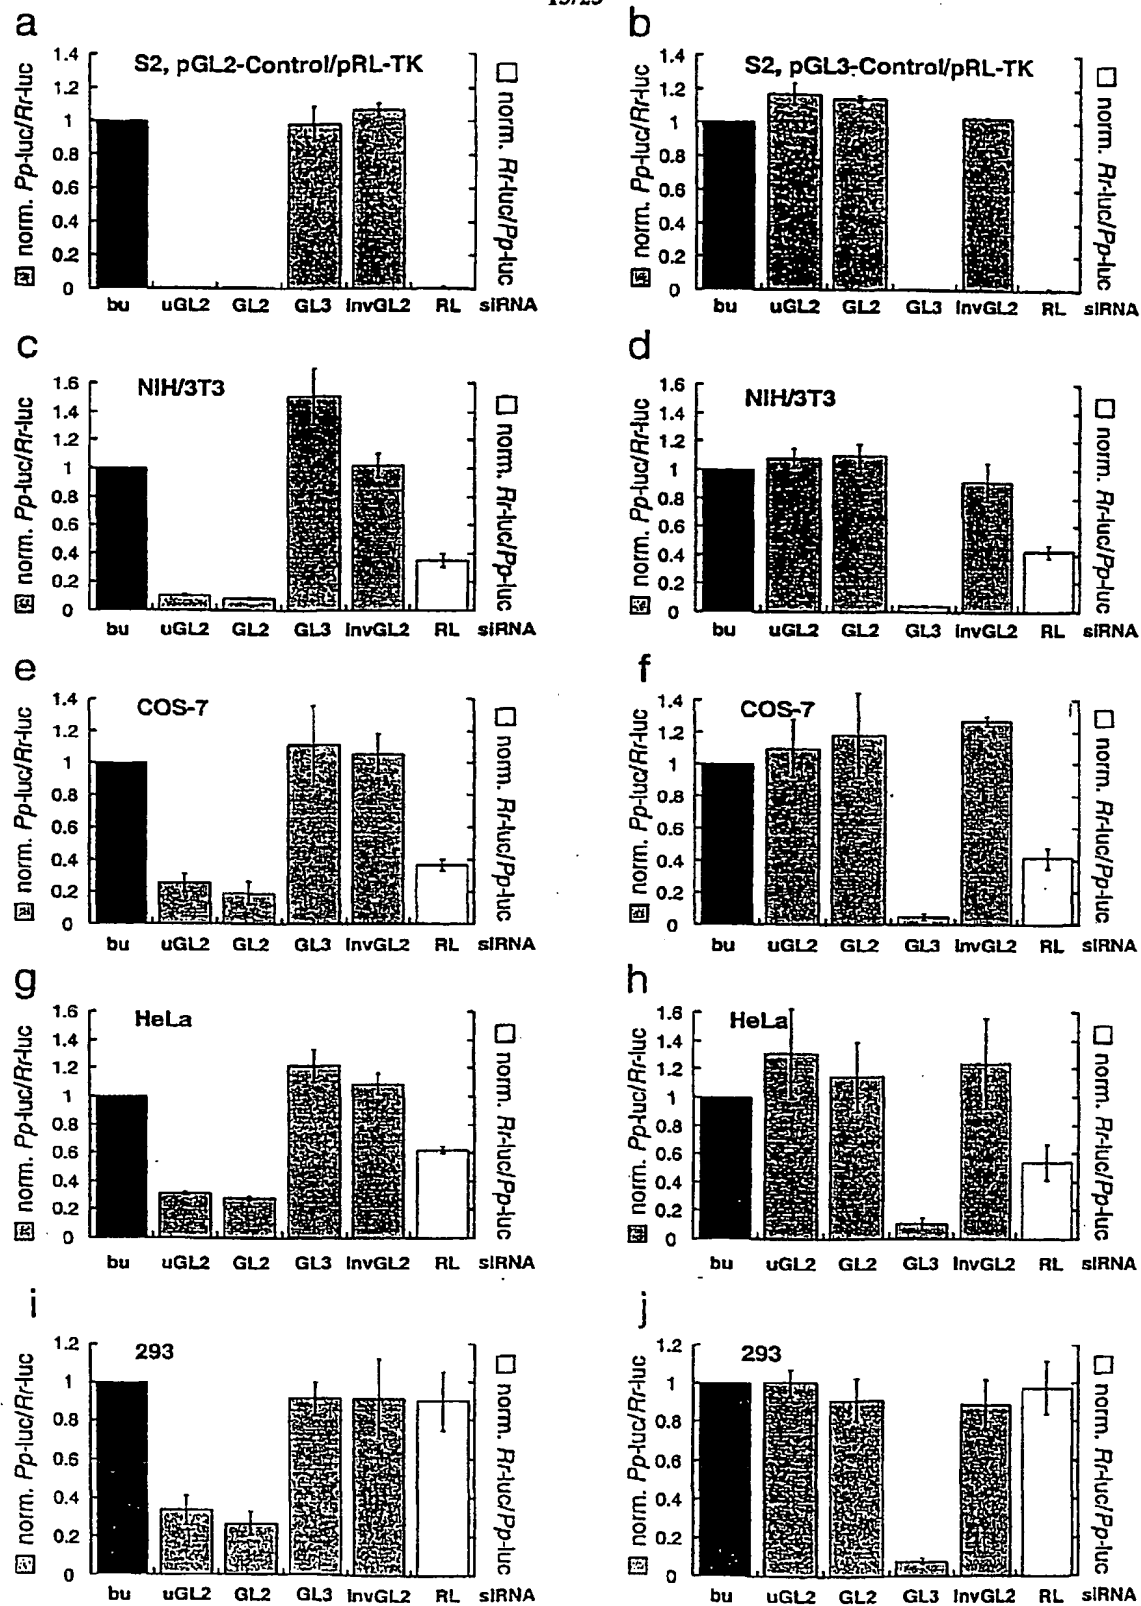 a
b
S2, pGL2-Control/pRL-TK
S2, pGL3-Control/pRL-TK
norm. Pp-luc/Rr-luc
1.4
1.2
1
0.8
0.6
0.4
0.2
0
norm. Rr-luc/Pp-luc
bu uGL2 GL2 GL3 InvGL2 RL siRNA
norm. Pp-luc/Rr-luc
1.4
1.2
1
0.8
0.6
0.4
0.2
0
norm. Rr-luc/Pp-luc
bu uGL2 GL2 GL3 InvGL2 RL siRNA
c
d
NIH/3T3
NIH/3T3
norm. Pp-luc/Rr-luc
1.6
1.4
1.2
1
0.8
0.6
0.4
0.2
0
norm. Rr-luc/Pp-luc
bu uGL2 GL2 GL3 InvGL2 RL siRNA
norm. Pp-luc/Rr-luc
1.6
1.4
1.2
1
0.8
0.6
0.4
0.2
0
norm. Rr-luc/Pp-luc
bu uGL2 GL2 GL3 InvGL2 RL siRNA
e
f
COS-7
COS-7
norm. Pp-luc/Rr-luc
1.4
1.2
1
0.8
0.6
0.4
0.2
0
norm. Rr-luc/Pp-luc
bu uGL2 GL2 GL3 InvGL2 RL siRNA
norm. Pp-luc/Rr-luc
1.4
1.2
1
0.8
0.6
0.4
0.2
0
norm. Rr-luc/Pp-luc
bu uGL2 GL2 GL3 InvGL2 RL siRNA
g
h
HeLa
HeLa
norm. Pp-luc/Rr-luc
1.6
1.4
1.2
1
0.8
0.6
0.4
0.2
0
norm. Rr-luc/Pp-luc
bu uGL2 GL2 GL3 InvGL2 RL siRNA
norm. Pp-luc/Rr-luc
1.6
1.4
1.2
1
0.8
0.6
0.4
0.2
0
norm. Rr-luc/Pp-luc
bu uGL2 GL2 GL3 InvGL2 RL siRNA
i
j
293
293
norm. Pp-luc/Rr-luc
1.2
1
0.8
0.6
0.4
0.2
0
norm. Rr-luc/Pp-luc
bu uGL2 GL2 GL3 InvGL2 RL siRNA
norm. Pp-luc/Rr-luc
1.2
1
0.8
0.6
0.4
0.2
0
norm. Rr-luc/Pp-luc
bu uGL2 GL2 GL3 InvGL2 RL siRNA